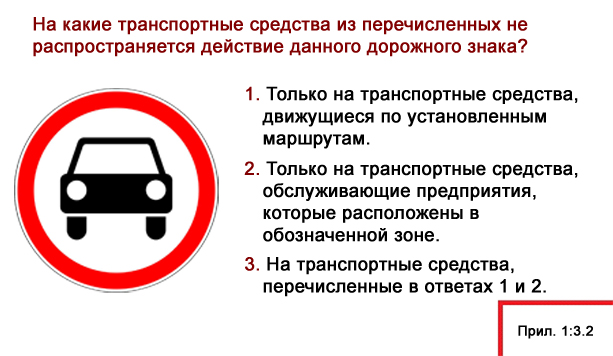 На какие транспортные средства из перечисленных не
распространяется действие данного дорожного знака?
1. Только на транспортные средства,
движущиеся по установленным
маршрутам.
2. Только на транспортные средства,
обслуживающие предприятия,
которые расположены в
обозначенной зоне.
3. На транспортные средства,
перечисленные в ответах 1 и 2.
Прил. 1:3.2